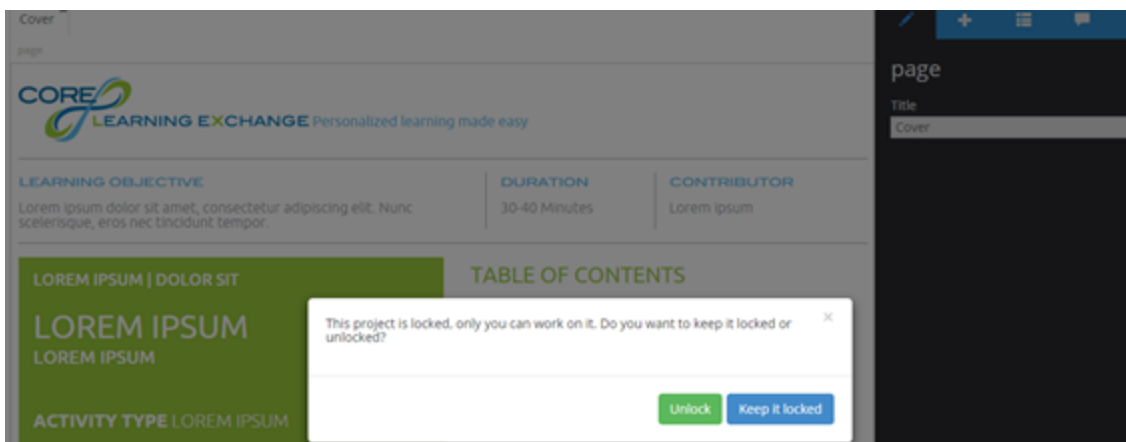 Cover
page
page
Title
Cover
CORE
LEARNING EXCHANGE Personalized learning made easy
LEARNING OBJECTIVE
Lorem ipsum dolor sit amet, consectetur adipiscing elit. Nunc
scelerisque, eros nec tincidunt tempor.
DURATION
30-40 Minutes
CONTRIBUTOR
Lorem ipsum
LOREM IPSUM | DOLOR SIT
LOREM IPSUM
LOREM IPSUM
ACTIVITY TYPE LOREM IPSUM
TABLE OF CONTENTS
This project is locked, only you can work on it. Do you want to keep it locked or
unlocked?
×
Unlock
Keep it locked